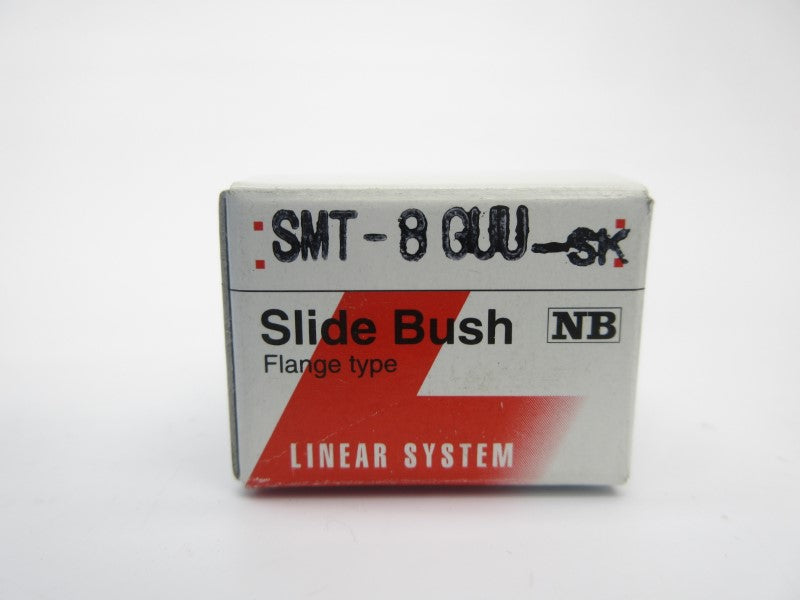 SMT-8 GUU-SK
Slide Bush NB
Flange type
LINEAR SYSTEM